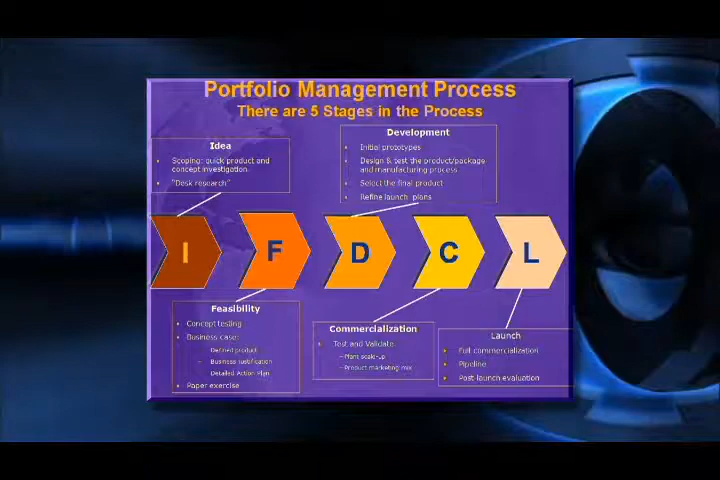 Portfolio Management Process
There are 5 Stages in the Process
Development
Initial prototypes
Design & test the product/package
and manufacturing process
Select the final product
Refine launch plans
Idea
Scoping: quick product and
concept investigation.
"Desk research"
I
F
D
C
L
Feasibility
Concept testing
Business case:
Defined product
– Business justification
Detailed Action Plan
Paper exercise
Commercialization
Test and Validate
–Plant scale-up
–Product marketing mix
Launch
Full commercialization
Pipeline
Post launch evaluation